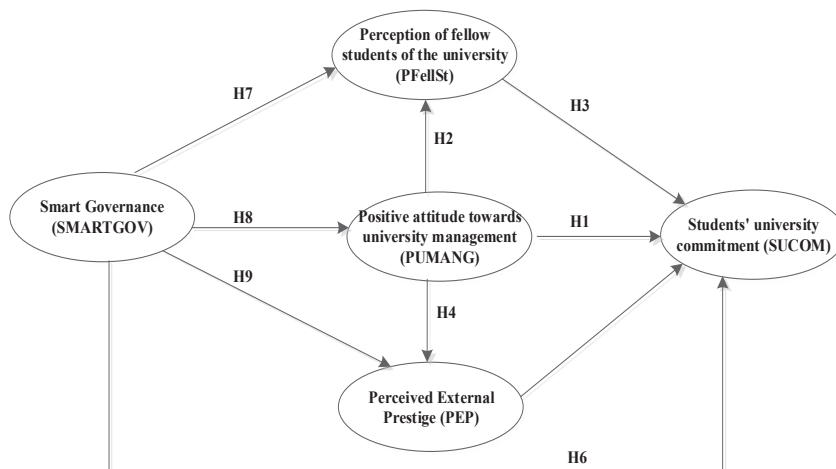 Perception of fellow
students of the university
(PFellSt)
H7
H3
H2
Smart Governance
(SMARTGOV)
H8
Positive attitude towards
university management
(PUMANG)
H1
Students' university
commitment (SUCOM)
H9
H4
Perceived External
Prestige (PEP)
H6